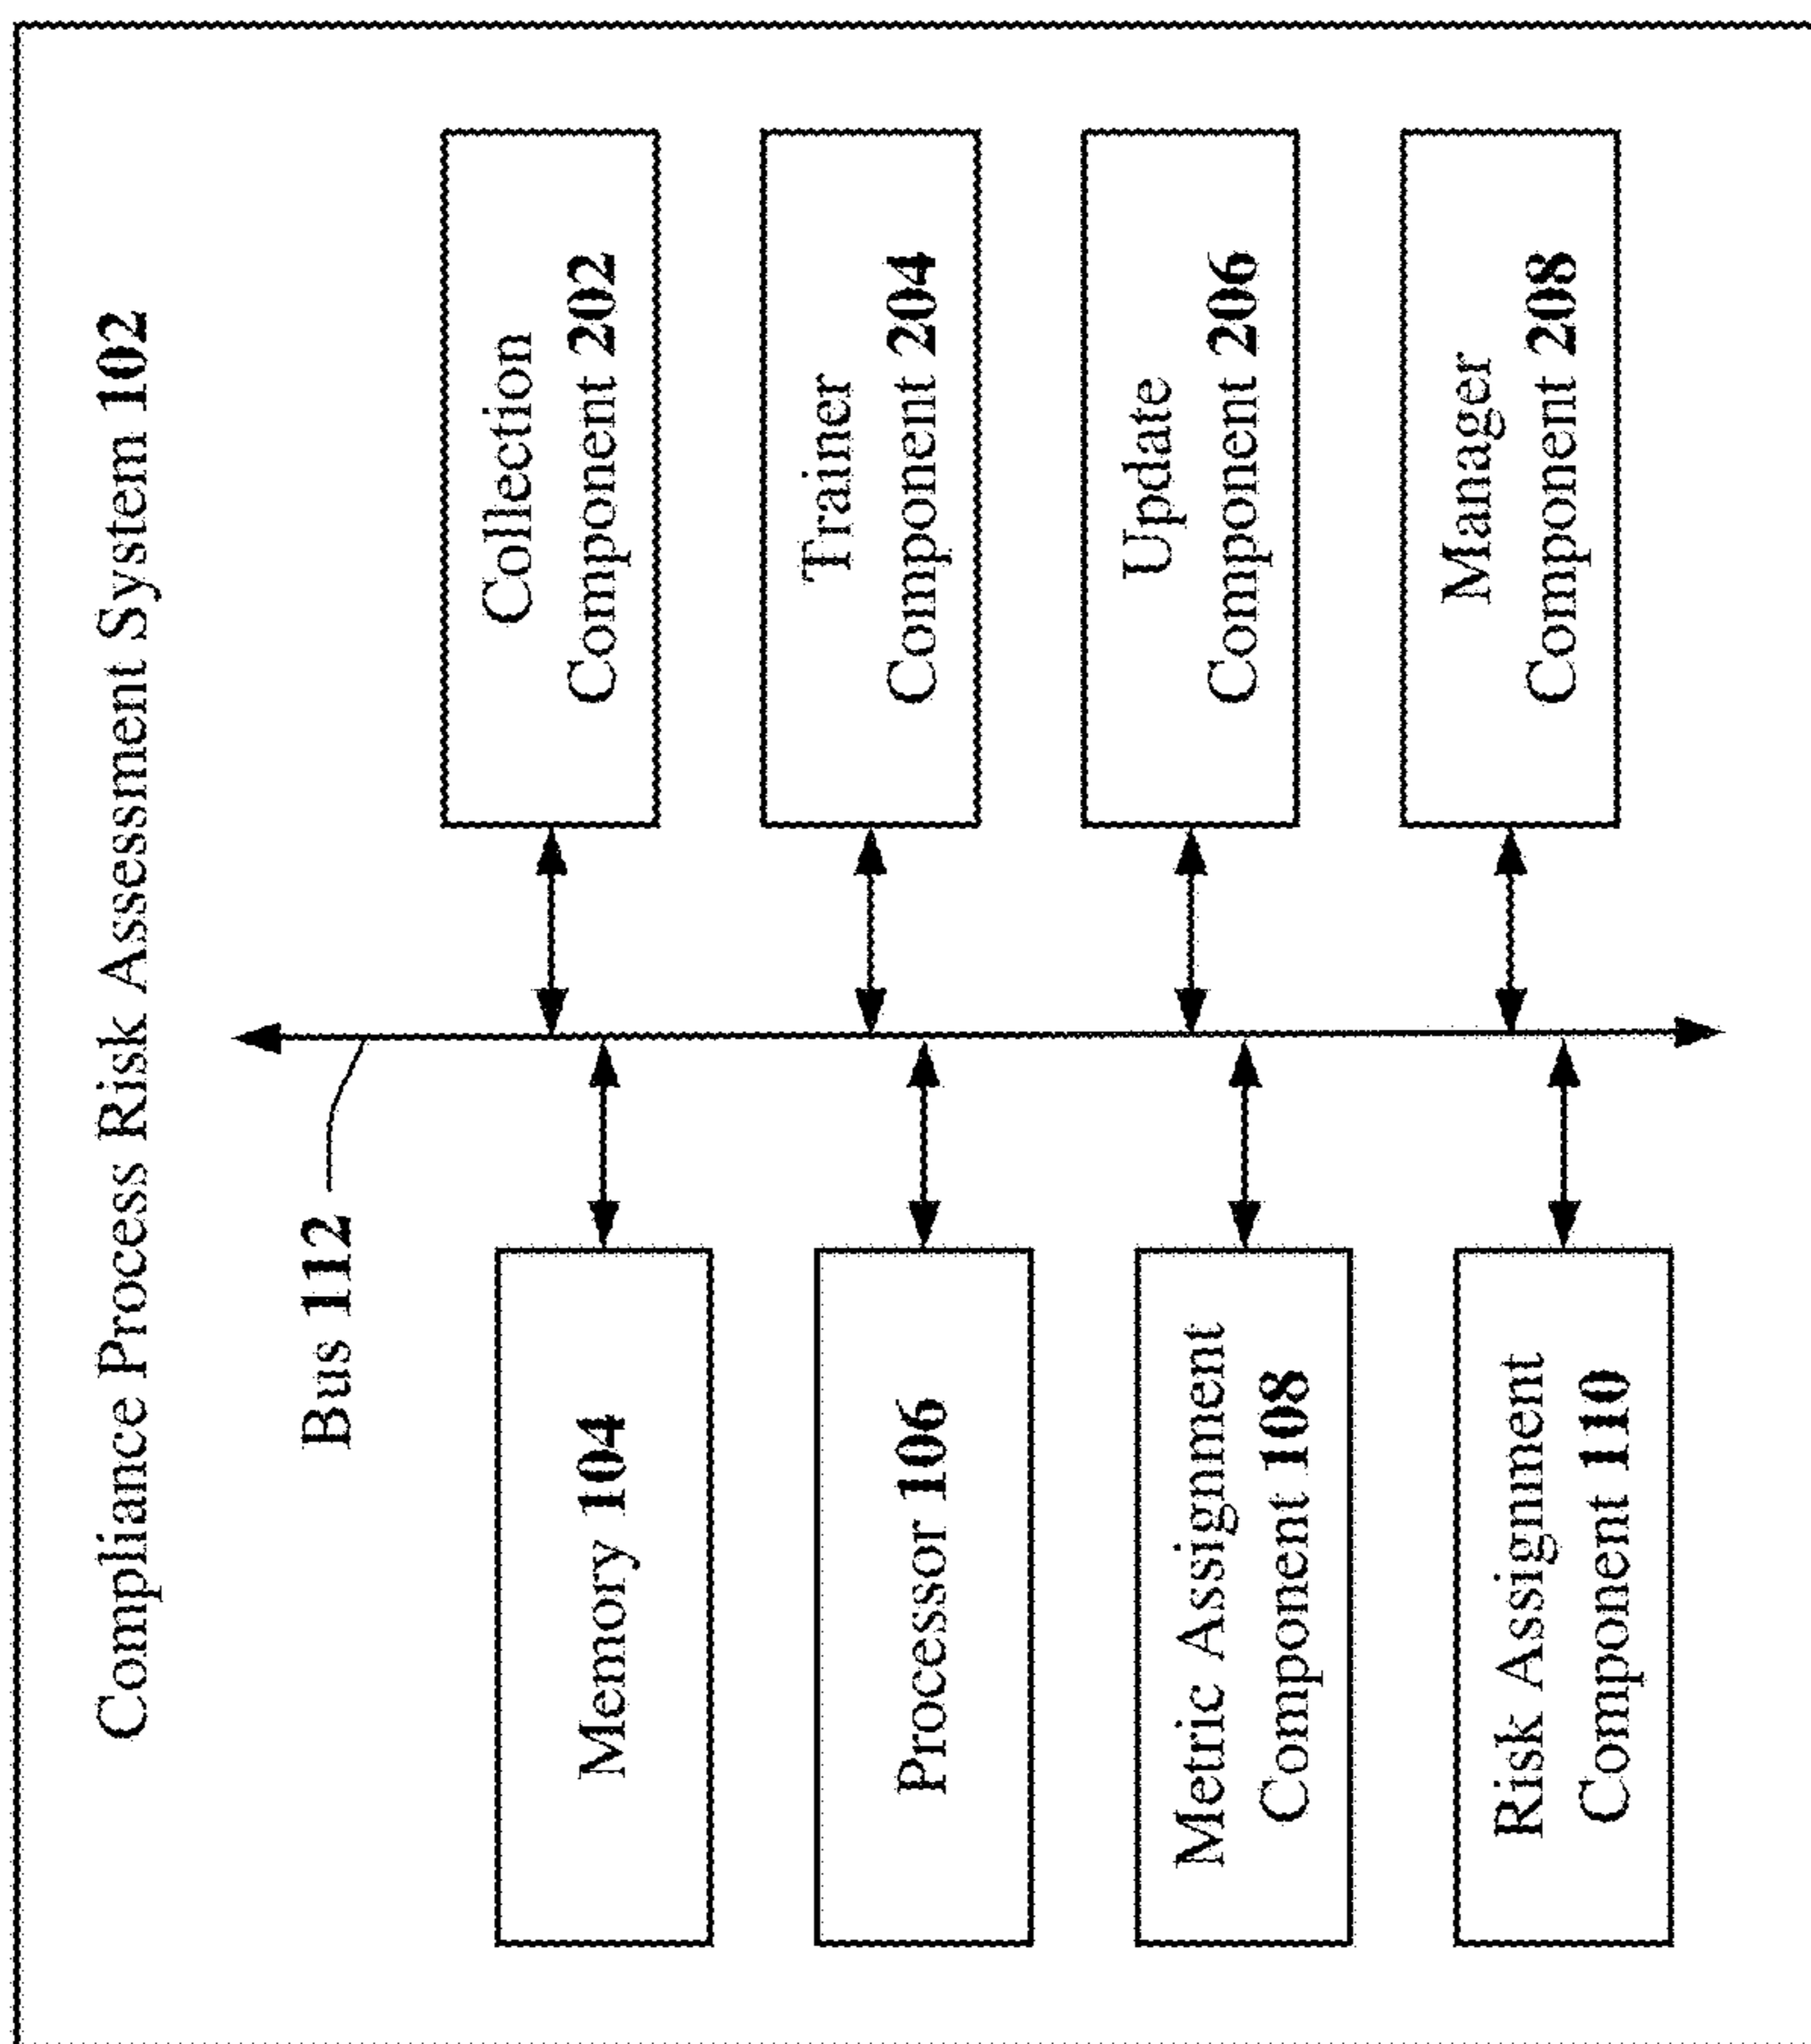 Compliance Process Risk Assessment System 102
Bus 112
Memory 104
Processor 106
Metric Assignment
Component 108
Risk Assignment
Component 110
Collection
Component 202
Trainer
Component 204
Update
Component 206
Manager
Component 208